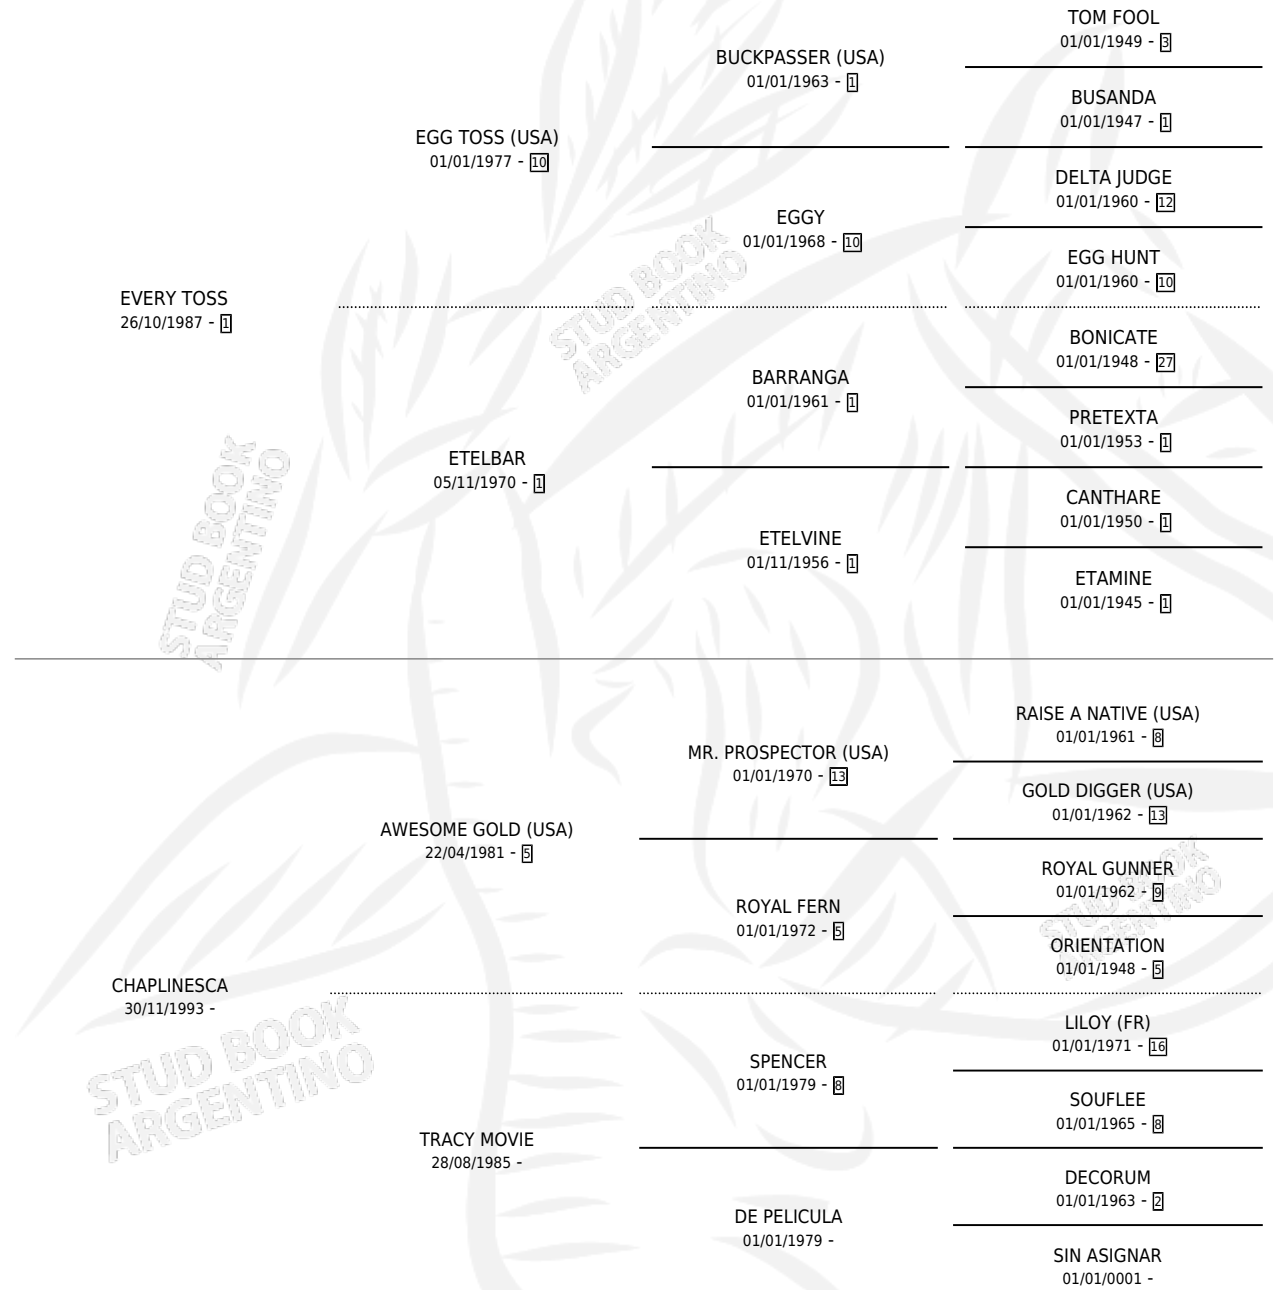 TOM FOOL
01/01/1949 - 3
BUCKPASSER (USA)
01/01/1963 - 1
BUSANDA
01/01/1947 - 1
EGG TOSS (USA)
01/01/1977 - 10
DELTA JUDGE
01/01/1960 - 12
EGGY
01/01/1968 - 10
EGG HUNT
01/01/1960 - 10
EVERY TOSS
26/10/1987 - 1
BONICATE
01/01/1948 - 27
BARRANGA
01/01/1961 - 1
PRETEXTA
01/01/1953 - 1
ETELBAR
05/11/1970 - 1
CANTHARE
01/01/1950 - 1
ETELVINE
01/11/1956 - 1
ETAMINE
01/01/1945 - 1
RAISE A NATIVE (USA)
01/01/1961 - 8
MR. PROSPECTOR (USA)
01/01/1970 - 13
GOLD DIGGER (USA)
01/01/1962 - 13
AWESOME GOLD (USA)
22/04/1981 - 5
ROYAL GUNNER
01/01/1962 - 9
ROYAL FERN
01/01/1972 - 5
ORIENTATION
01/01/1948 - 5
CHAPLINESCA
30/11/1993 -
LILOY (FR)
01/01/1971 - 16
SPENCER
01/01/1979 - 8
SOUFLEE
01/01/1965 - 8
TRACY MOVIE
28/08/1985 -
DECORUM
01/01/1963 - 2
DE PELICULA
01/01/1979 -
SIN ASIGNAR
01/01/0001 -
STUD BOOK
ARGENTINO
STUD BOOK
ARGENTINO
STUD BOOK
ARGENTINO
STUD BOOK
ARGENTINO